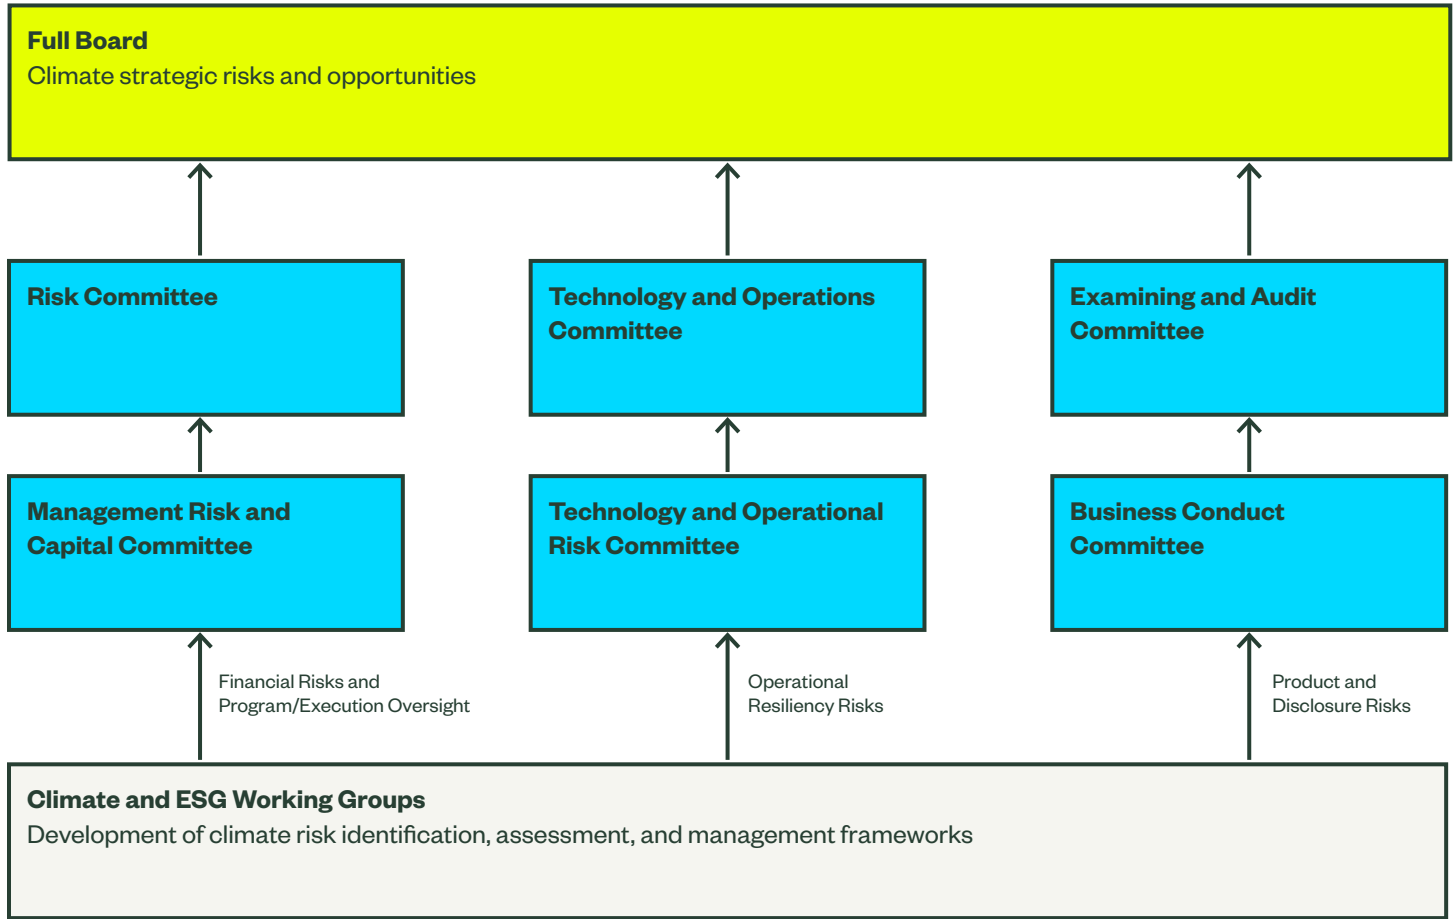 Full Board
Climate strategic risks and opportunities
Risk Committee
Technology and Operations
Committee
Examining and Audit
Committee
Management Risk and
Capital Committee
Technology and Operational
Risk Committee
Business Conduct
Committee
Financial Risks and
Program/Execution Oversight
Operational
Resiliency Risks
Product and
Disclosure Risks
Climate and ESG Working Groups
Development of climate risk identification, assessment, and management frameworks